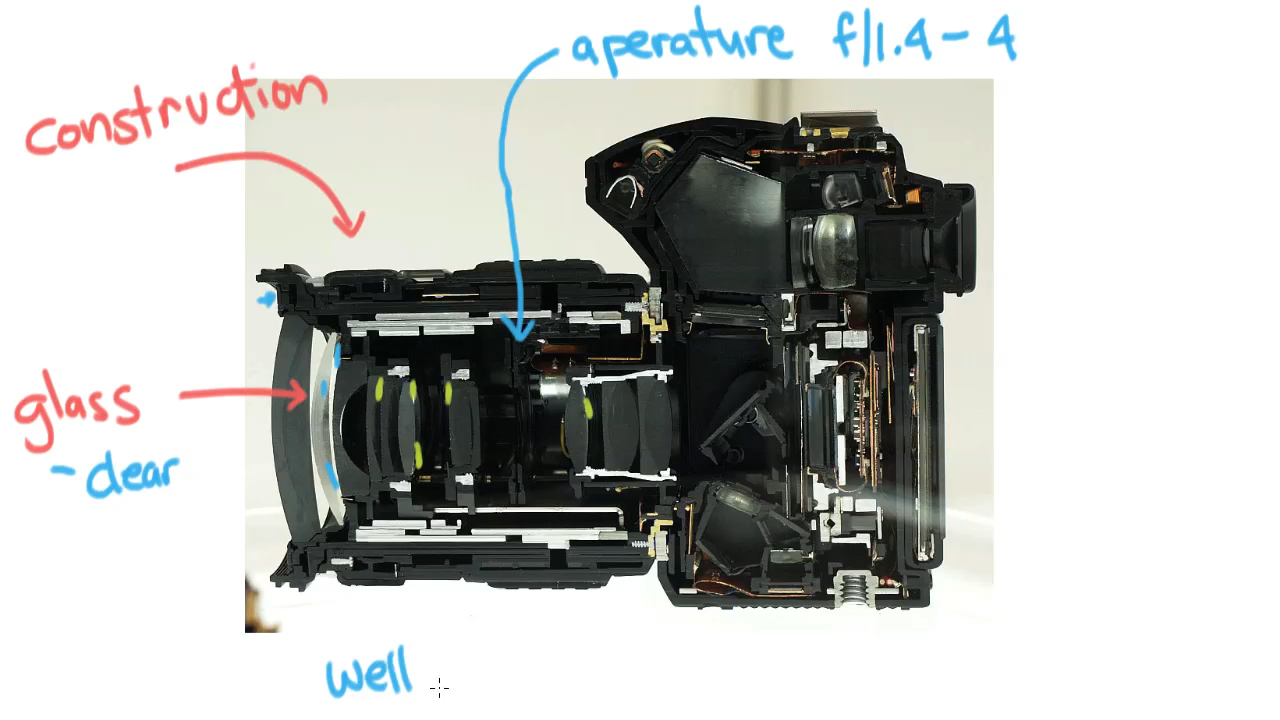 aperature f/1.4 - 4
construction
glass
- clear
well